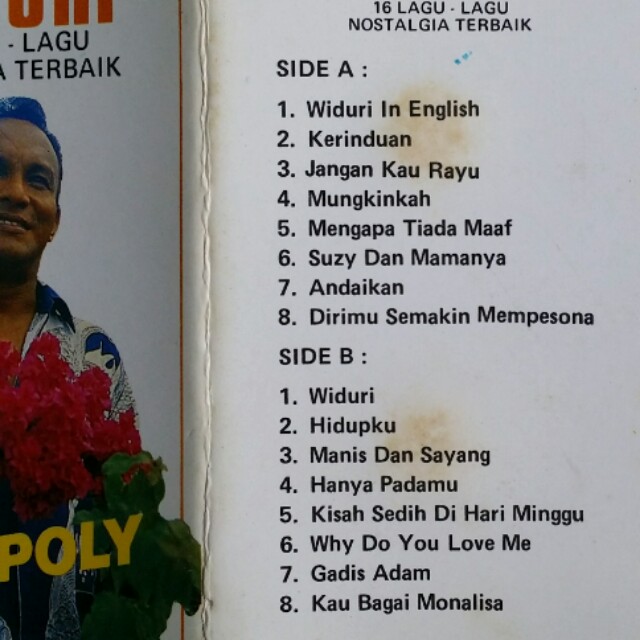 - LAGU
TERBAIK
POLY
16 LAGU - LAGU
NOSTALGIA TERBAIK
SIDE A :
1. Widuri In English
2. Kerinduan
3. Jangan Kau Rayu
4. Mungkinkah
5. Mengapa Tiada Maaf
6. Suzy Dan Mamanya
7. Andaikan
8. Dirimu Semakin Mempesona
SIDE B :
1. Widuri
2. Hidupku
3. Manis Dan Sayang
4. Hanya Padamu
5. Kisah Sedih Di Hari Minggu
6. Why Do You Love Me
7. Gadis Adam
8. Kau Bagai Monalisa